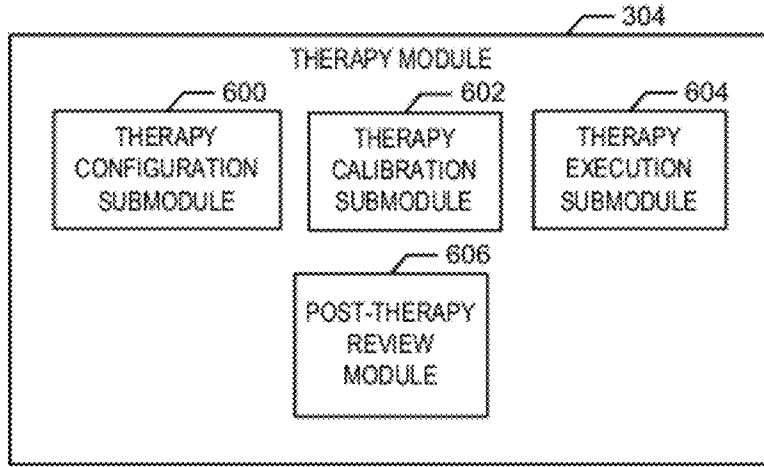 304
THERAPY MODULE
600
THERAPY
CONFIGURATION
SUBMODULE
602
THERAPY
CALIBRATION
SUBMODULE
604
THERAPY
EXECUTION
SUBMODULE
606
POST-THERAPY
REVIEW
MODULE